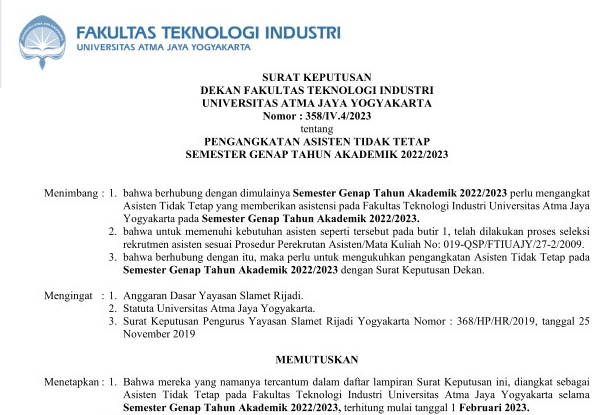 FAKULTAS TEKNOLOGI INDUSTRI
UNIVERSITAS ATMA JAYA YOGYAKARTA
SURAT KEPUTUSAN
DEKAN FAKULTAS TEKNOLOGI INDUSTRI
UNIVERSITAS ATMA JAYA YOGYAKARTA
Nomor : 358/IV.4/2023
tentang
PENGANGKATAN ASISTEN TIDAK TETAP
SEMESTER GENAP TAHUN AKADEMIK 2022/2023
Menimbang : 1. bahwa berhubung dengan dimulainya Semester Genap Tahun Akademik 2022/2023 perlu mengangkat
Asisten Tidak Tetap yang memberikan asistensi pada Fakultas Teknologi Industri Universitas Atma Jaya
Yogyakarta pada Semester Genap Tahun Akademik 2022/2023.
2. bahwa untuk memenuhi kebutuhan asisten seperti tersebut pada butir 1, telah dilakukan proses seleksi
rekrutmen asisten sesuai Prosedur Perekrutan Asisten/Mata Kuliah No: 019-QSP/FTIUAJY/27-2/2009.
3. bahwa berhubung dengan itu, maka perlu untuk mengukuhkan pengangkatan Asisten Tidak Tetap pada
Semester Genap Tahun Akademik 2022/2023 dengan Surat Keputusan Dekan.
Mengingat : 1. Anggaran Dasar Yayasan Slamet Rijadi.
2. Statuta Universitas Atma Jaya Yogyakarta.
3. Surat Keputusan Pengurus Yayasan Slamet Rijadi Yogyakarta Nomor : 368/HP/HR/2019, tanggal 25
November 2019
MEMUTUSKAN
Menetapkan : 1. Bahwa mereka yang namanya tercantum dalam daftar lampiran Surat Keputusan ini, diangkat sebagai
Asisten Tidak Tetap pada Fakultas Teknologi Industri Universitas Atma Jaya Yogyakarta selama
Semester Genap Tahun Akademik 2022/2023, terhitung mulai tanggal 1 Februari 2023.